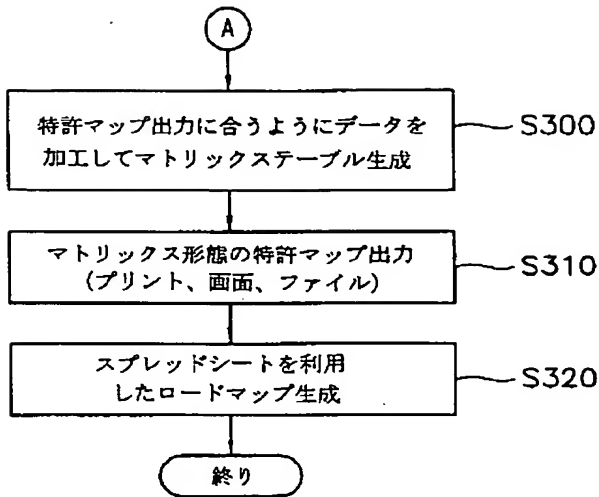 A
特許マップ出力に合うようにデータを
加工してマトリックステーブル生成
S300
マトリックス形態の特許マップ出力
(プリント、画面、ファイル)
S310
スプレッドシートを利用
したロードマップ生成
S320
終り